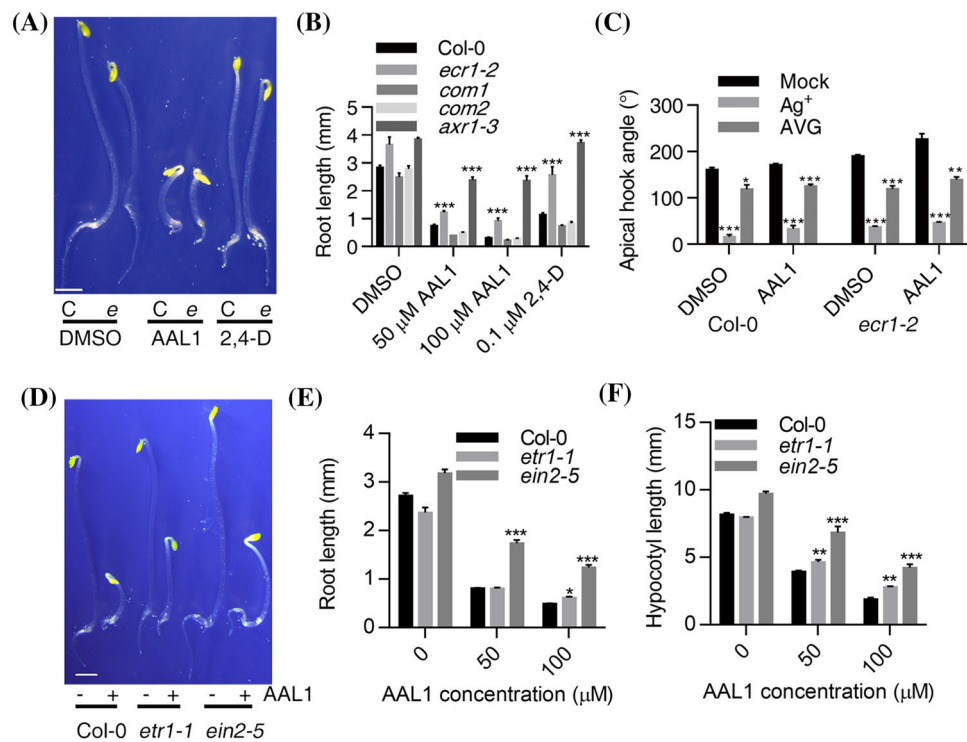 (A)
C e C e C e
DMSO AAL1 2,4-D
(B)
Col-0
ecr1-2
com1
com2
axr1-3
Root length (mm)
6
5
4
3
2
1
0
*** *** *** *** *** ***
DMSO
50 µM AAL1
100 µM AAL1
0.1 µM 2,4-D
(C)
Mock
Ag+
AVG
Apical hook angle (°)
300
200
100
0
*** * *** *** *** *** *** **
DMSO
AAL1
DMSO
AAL1
Col-0 ecr1-2
(D)
- + - + - + AAL1
Col-0 etr1-1 ein2-5
(E)
Col-0
etr1-1
ein2-5
Root length (mm)
4
3
2
1
0
*** * ***
0
50
100
AAL1 concentration (µM)
(F)
Col-0
etr1-1
ein2-5
Hypocotyl length (mm)
15
10
5
0
** *** ** ***
0
50
100
AAL1 concentration (µM)